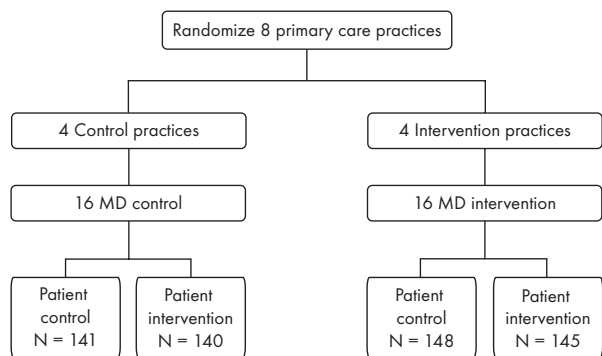 Randomize 8 primary care practices
4 Control practices
4 Intervention practices
16 MD control
16 MD intervention
Patient
control
N = 141
Patient
intervention
N = 140
Patient
control
N = 148
Patient
intervention
N = 145